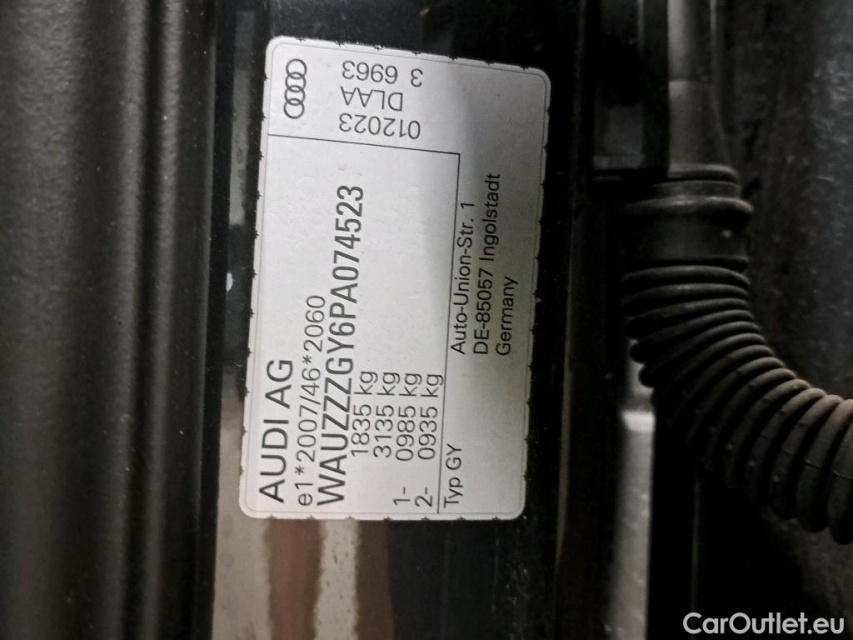 AUDI AG
e1*2007/46*2060
WAUZZZGY6PA074523
1835 kg
3135 kg
1- 0985 kg
2- 0935 kg
Typ GY
Auto-Union-Str. 1
DE-85057 Ingolstadt
Germany
012023
DLAA
3 6963
CarOutlet.eu